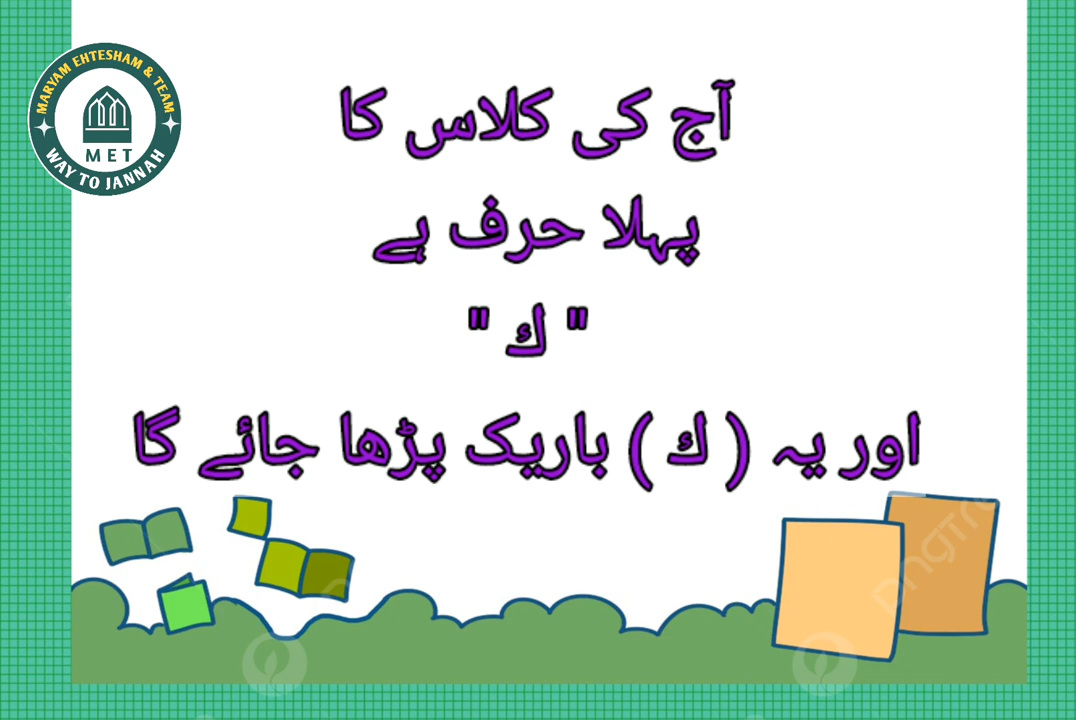 MARYAM EHTESHAM & TEAM
MET
WAY TO JANNAH
آج کی کلاس کا
پہلا حرف ہے
" ك "
اور یہ ( ك ) باریک پڑھا جائے گا
pngtree